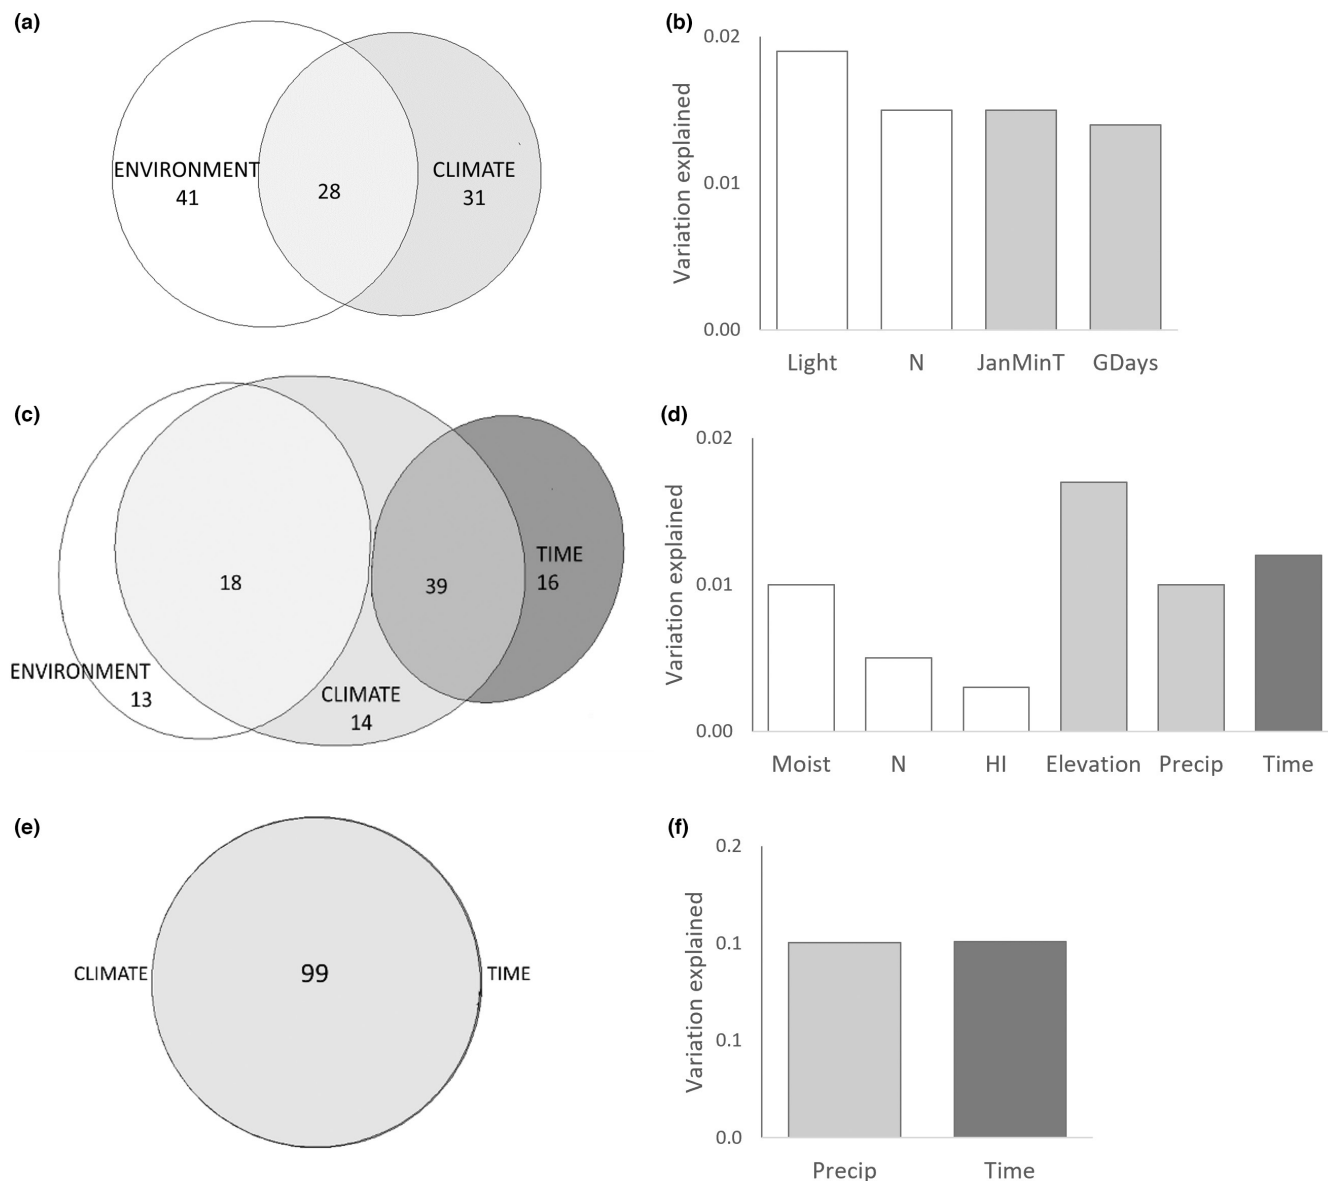 (a)
ENVIRONMENT
41
28
CLIMATE
31
(b)
Variation explained
0.02
0.01
0.00
Light N JanMinT GDays
(c)
18
39
TIME
16
ENVIRONMENT
13
CLIMATE
14
(d)
Variation explained
0.02
0.01
0.00
Moist N HI Elevation Precip Time
(e)
CLIMATE
99
TIME
(f)
Variation explained
0.2
0.1
0.1
0.0
Precip Time